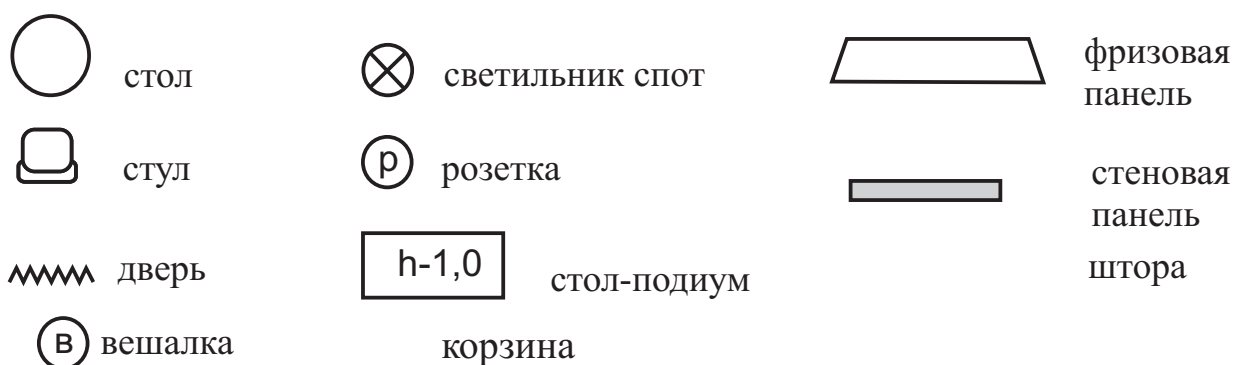 стол
светильник спот
фризовая
панель
стул
р
розетка
стеновая
панель
дверь
h-1,0
стол-подиум
штора
в
вешалка
корзина